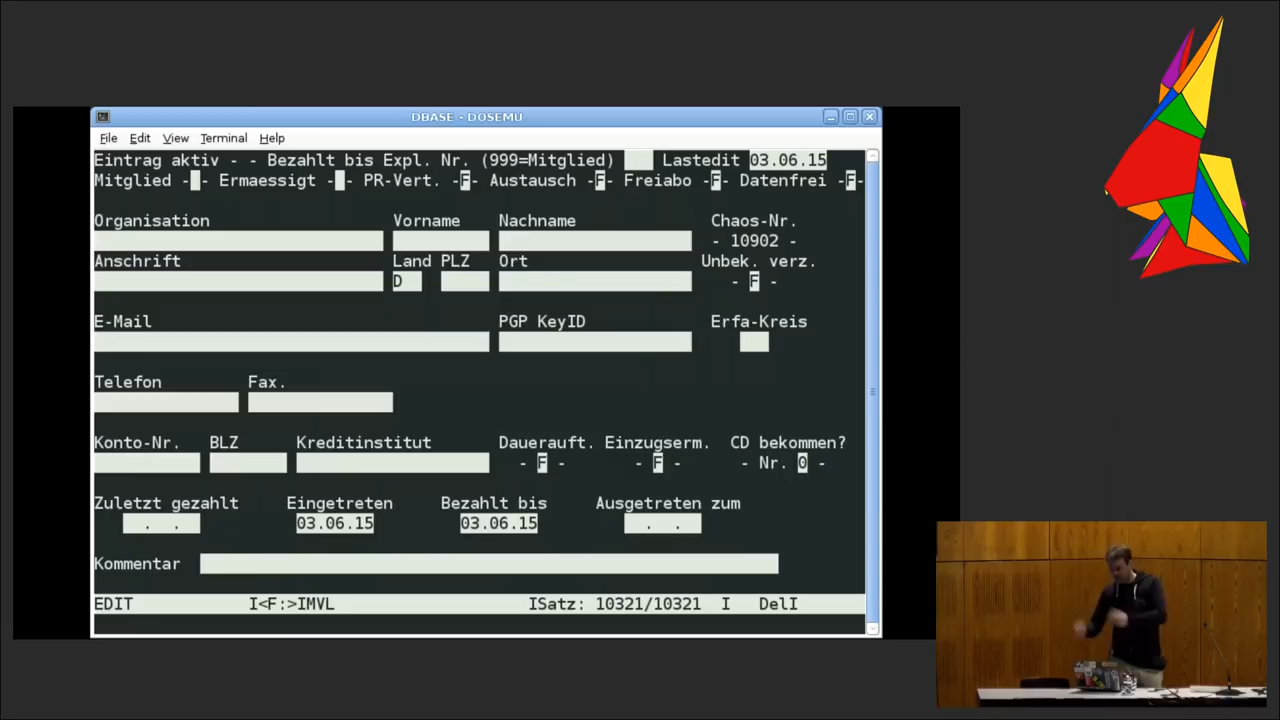 DBASE - DOSEMU
File Edit View Terminal Help
Eintrag aktiv - - Bezahlt bis Expl. Nr. (999=Mitglied) Lastedit 03.06.15
Mitglied - - Ermaessigt - - PR-Vert. -F- Austausch -F- Freiabo -F- Datenfrei -F-
Organisation Vorname Nachname Chaos-Nr.
- 10902 -
Anschrift Land PLZ Ort Unbek. verz.
D - F -
E-Mail PGP KeyID Erfa-Kreis
Telefon Fax.
Konto-Nr. BLZ Kreditinstitut Dauerauft. Einzugserm. CD bekommen?
- F - - F - - Nr. 0 -
Zuletzt gezahlt Eingetreten Bezahlt bis Ausgetreten zum
. . 03.06.15 03.06.15 . .
Kommentar
EDIT I<F:>IMVL ISatz: 10321/10321 I DelI